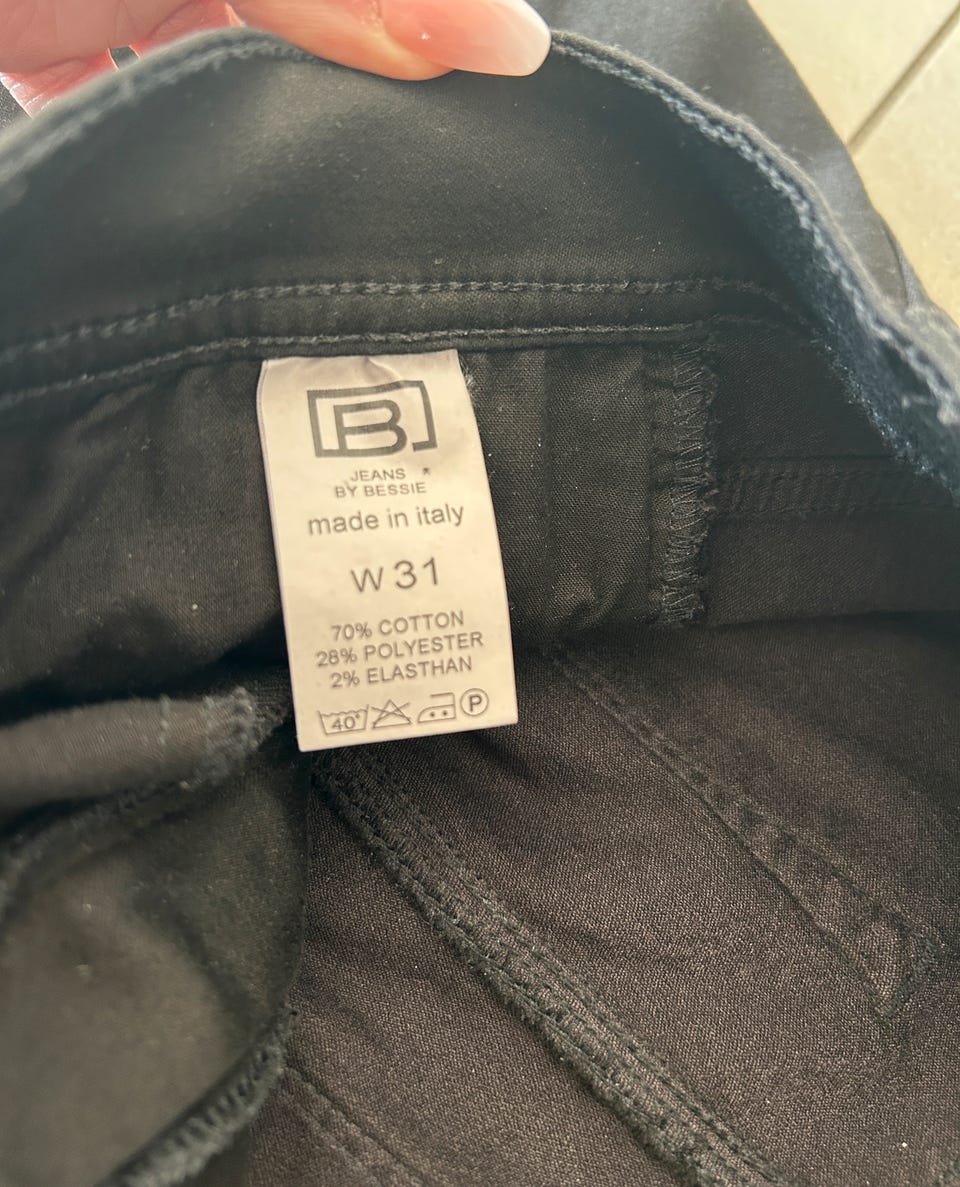 B
JEANS ®
BY BESSIE
made in italy
W 31
70% COTTON
28% POLYESTER
2% ELASTHAN
40° P